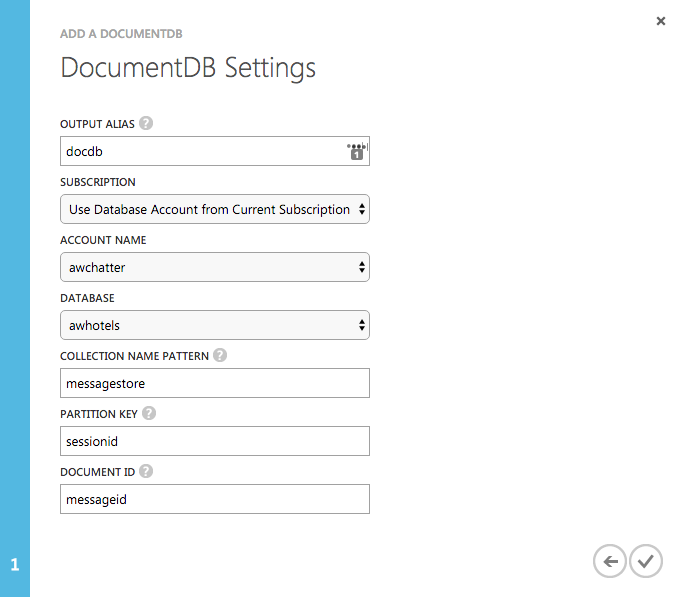 ADD A DOCUMENTDB
DocumentDB Settings
OUTPUT ALIAS ?
docdb
1
SUBSCRIPTION
Use Database Account from Current Subscription
ACCOUNT NAME
awchatter
DATABASE
awhotels
COLLECTION NAME PATTERN ?
messagestore
PARTITION KEY ?
sessionid
DOCUMENT ID ?
messageid
1